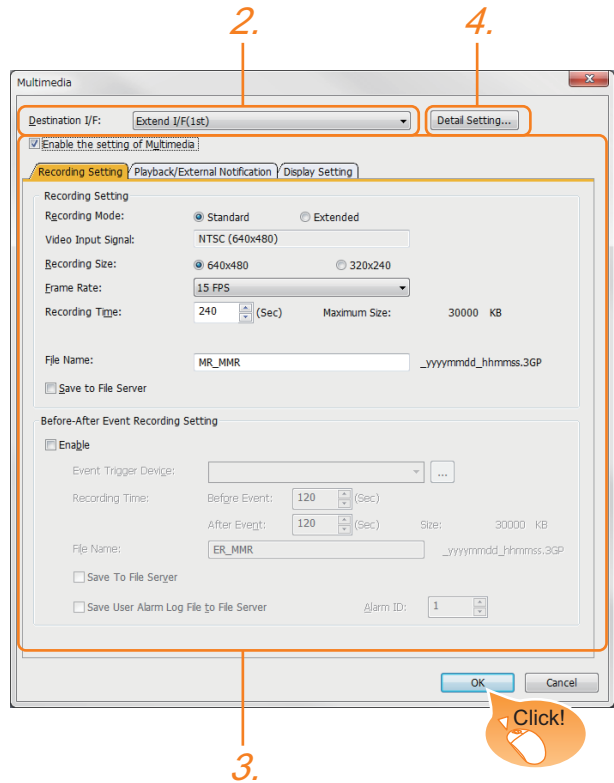 2.
4.
Multimedia
Destination I/F: Extend I/F(1st) Detail Setting...
Enable the setting of Multimedia
Recording Setting Playback/External Notification Display Setting
Recording Setting
Recording Mode: Standard Extended
Video Input Signal: NTSC (640x480)
Recording Size: 640x480 320x240
Frame Rate: 15 FPS
Recording Time: 240 (Sec) Maximum Size: 30000 KB
File Name: MR_MMR _yyyymmdd_hhmmss.3GP
Save to File Server
Before-After Event Recording Setting
Enable
Event Trigger Device: ...
Recording Time: Before Event: 120 (Sec)
After Event: 120 (Sec) Size: 30000 KB
File Name: ER_MMR _yyyymmdd_hhmmss.3GP
Save To File Server
Save User Alarm Log File to File Server Alarm ID: 1
OK Cancel
Click!
3.